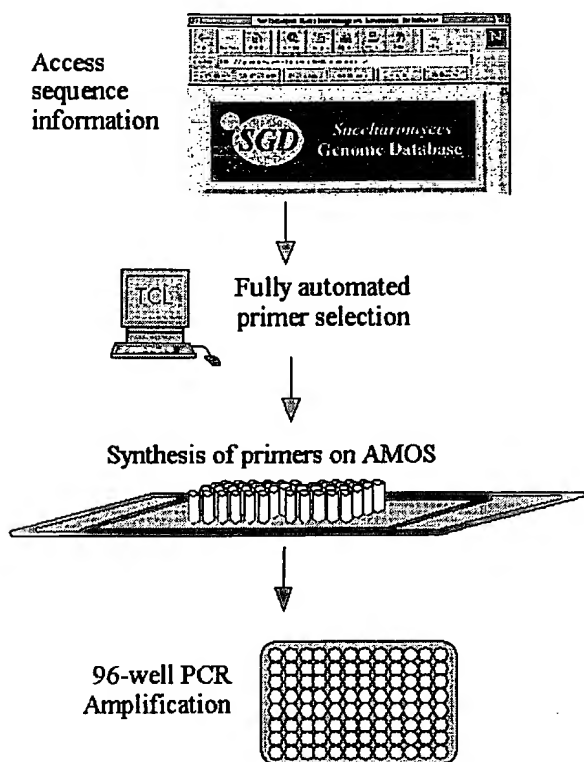 Access
sequence
information
SGD
Saccharomyces
Genome Database
N
TCL
Fully automated
primer selection
Synthesis of primers on AMOS
96-well PCR
Amplification